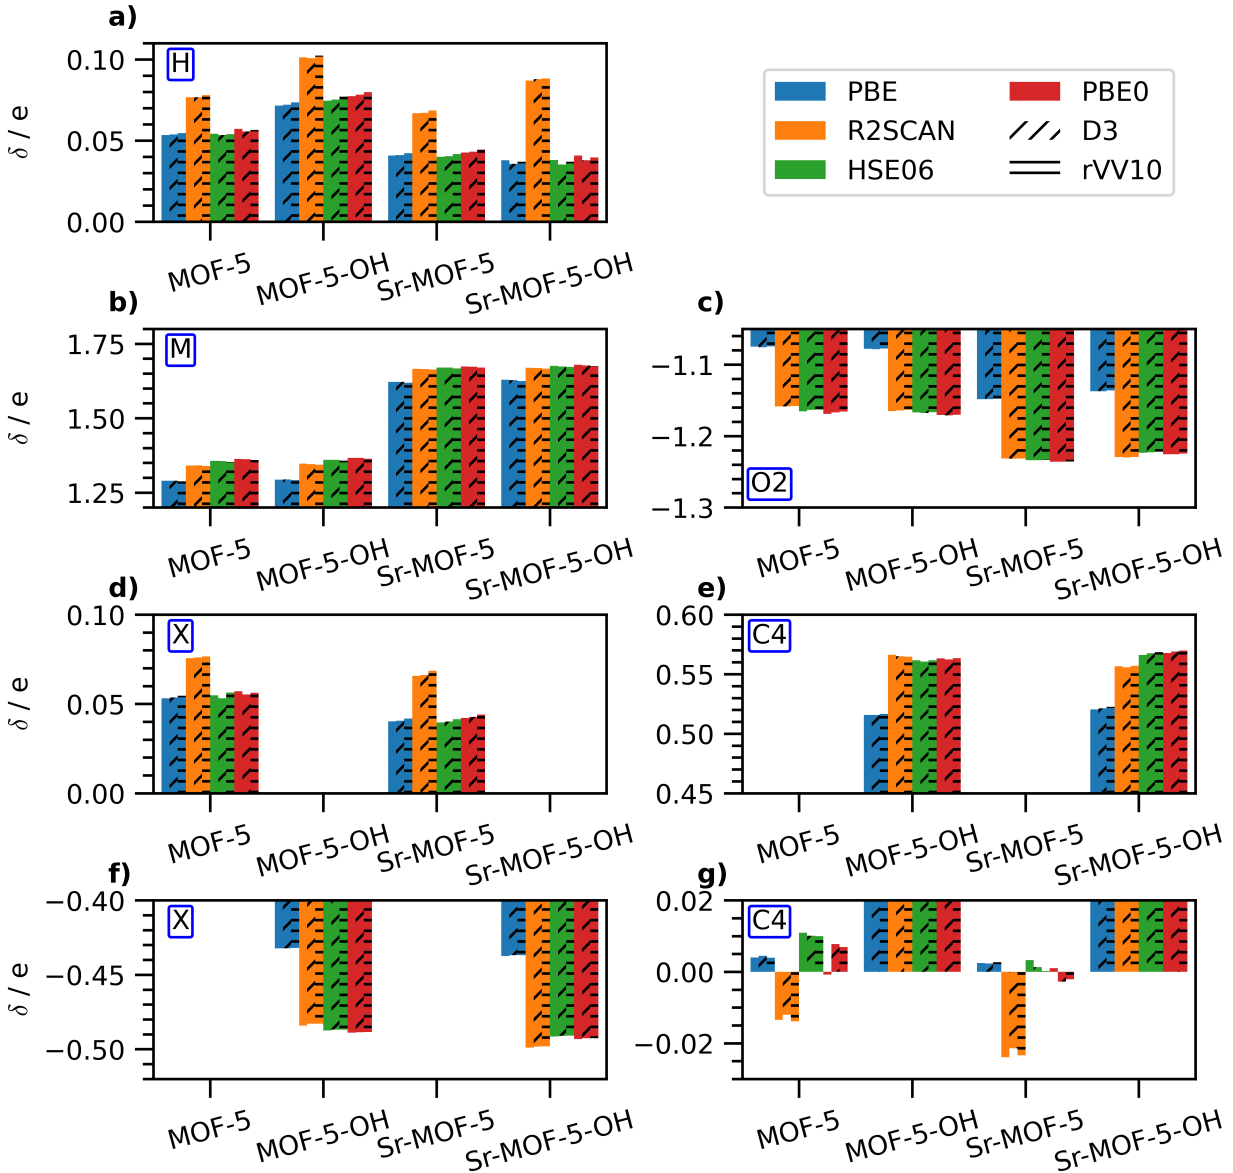 a)
H
0.10
0.05
0.00
δ / e
MOF-5
MOF-5-OH
Sr-MOF-5
Sr-MOF-5-OH
PBE
PBE0
R2SCAN
D3
HSE06
rVV10
b)
M
1.75
1.50
1.25
δ / e
MOF-5
MOF-5-OH
Sr-MOF-5
Sr-MOF-5-OH
c)
−1.1
−1.2
−1.3
O2
MOF-5
MOF-5-OH
Sr-MOF-5
Sr-MOF-5-OH
d)
X
0.10
0.05
0.00
δ / e
MOF-5
MOF-5-OH
Sr-MOF-5
Sr-MOF-5-OH
e)
C4
0.60
0.55
0.50
0.45
MOF-5
MOF-5-OH
Sr-MOF-5
Sr-MOF-5-OH
f)
X
−0.40
−0.45
−0.50
δ / e
MOF-5
MOF-5-OH
Sr-MOF-5
Sr-MOF-5-OH
g)
C4
0.02
0.00
−0.02
MOF-5
MOF-5-OH
Sr-MOF-5
Sr-MOF-5-OH